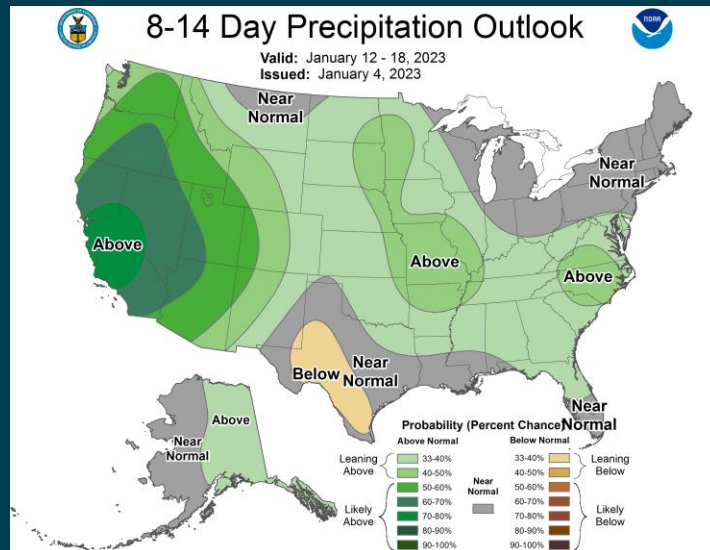 8-14 Day Precipitation Outlook
Valid: January 12 - 18, 2023
Issued: January 4, 2023
NOAA
Near
Normal
Near
Normal
Above
Above
Above
Below
Near
Normal
Near
Normal
Above
Near
Normal
Probability (Percent Chance)
Above Normal
Below Normal
Leaning
Above
33-40%
40-50%
Likely
Above
50-60%
60-70%
70-80%
80-90%
90-100%
Near
Normal
33-40%
40-50%
Leaning
Below
50-60%
60-70%
70-80%
80-90%
90-100%
Likely
Below